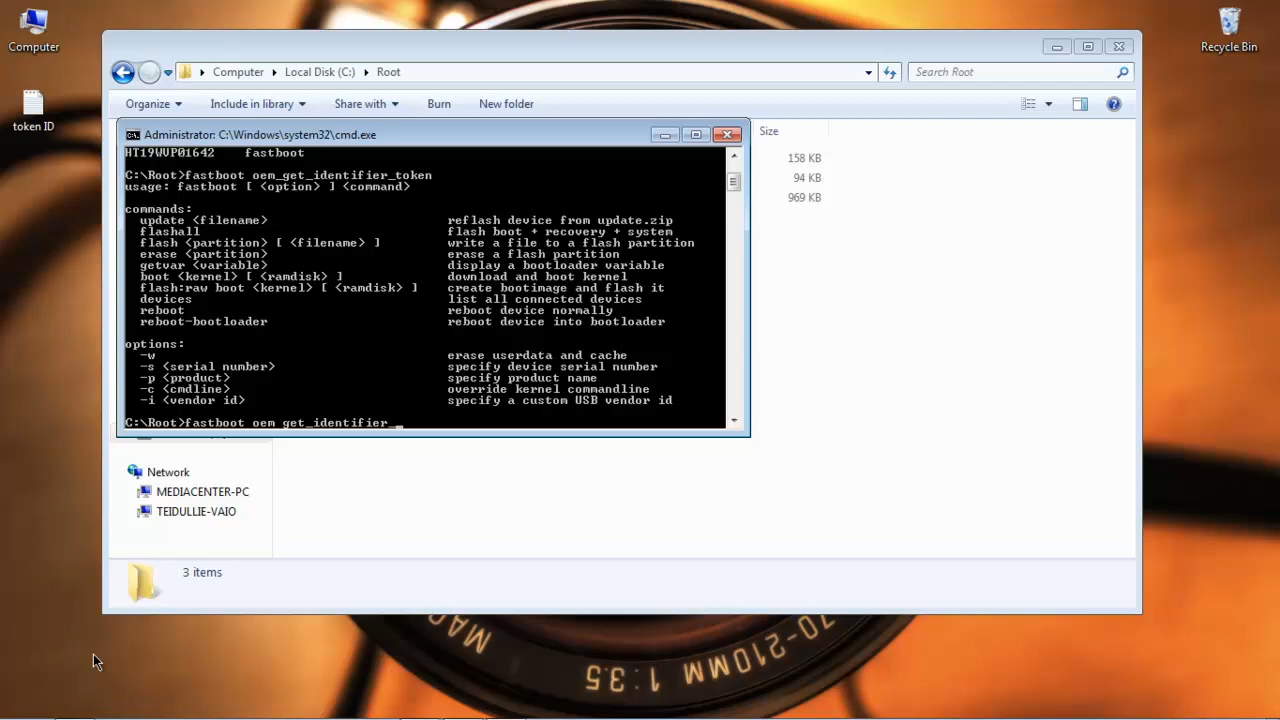 Computer
Recycle Bin
token ID
Computer Local Disk (C:) Root
Search Root
Organize Include in library Share with Burn New folder
Size
158 KB
94 KB
969 KB
Administrator: C:\Windows\system32\cmd.exe
HT19WVP01642 fastboot
C:\Root>fastboot oem_get_identifier_token
usage: fastboot [ <option> ] <command>
commands:
update <filename> reflash device from update.zip
flashall flash boot + recovery + system
flash <partition> [ <filename> ] write a file to a flash partition
erase <partition> erase a flash partition
getvar <variable> display a bootloader variable
boot <kernel> [ <ramdisk> ] download and boot kernel
flash:raw boot <kernel> [ <ramdisk> ] create bootimage and flash it
devices list all connected devices
reboot reboot device normally
reboot-bootloader reboot device into bootloader
options:
-w erase userdata and cache
-s <serial number> specify device serial number
-p <product> specify product name
-c <cmdline> override kernel commandline
-i <vendor id> specify a custom USB vendor id
C:\Root>fastboot oem get_identifier_
Network
MEDIACENTER-PC
TEIDULLIE-VAIO
3 items
70-210MM 1:3.5